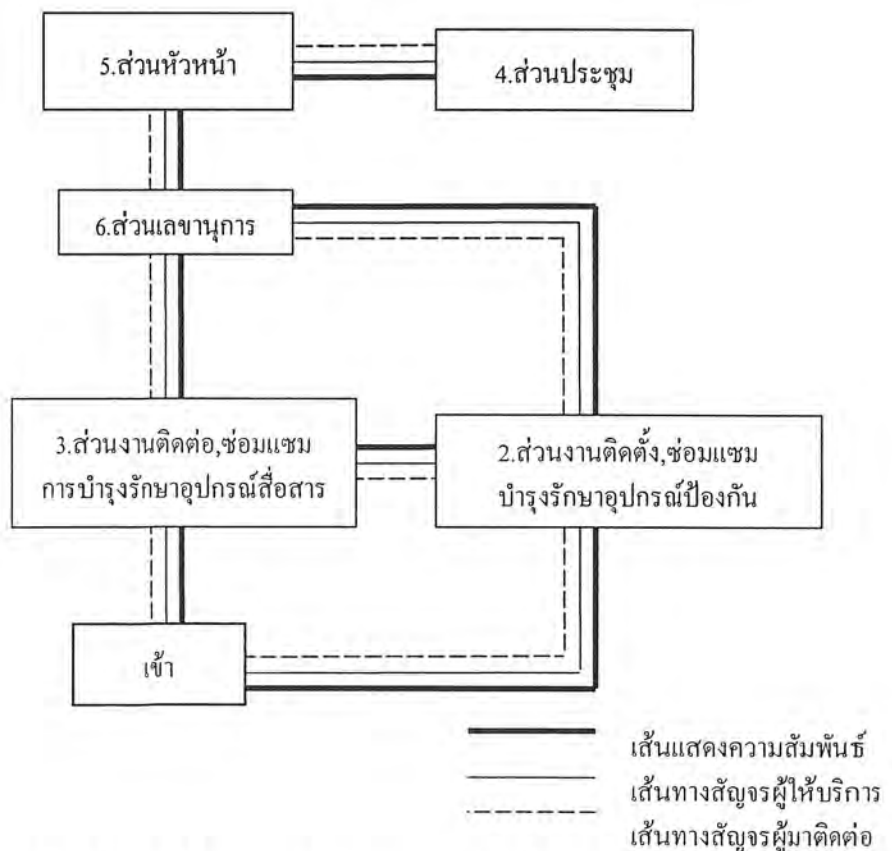 5.ส่วนหัวหน้า
4.ส่วนประชุม
6.ส่วนเลขานุการ
3.ส่วนงานติดต่อ,ซ่อมแซม
การบำรุงรักษาอุปกรณ์สื่อสาร
2.ส่วนงานติดตั้ง,ซ่อมแซม
บำรุงรักษาอุปกรณ์ป้องกัน
เข้า
เส้นแสดงความสัมพันธ์
เส้นทางสัญจรผู้ให้บริการ
เส้นทางสัญจรผู้มาติดต่อ